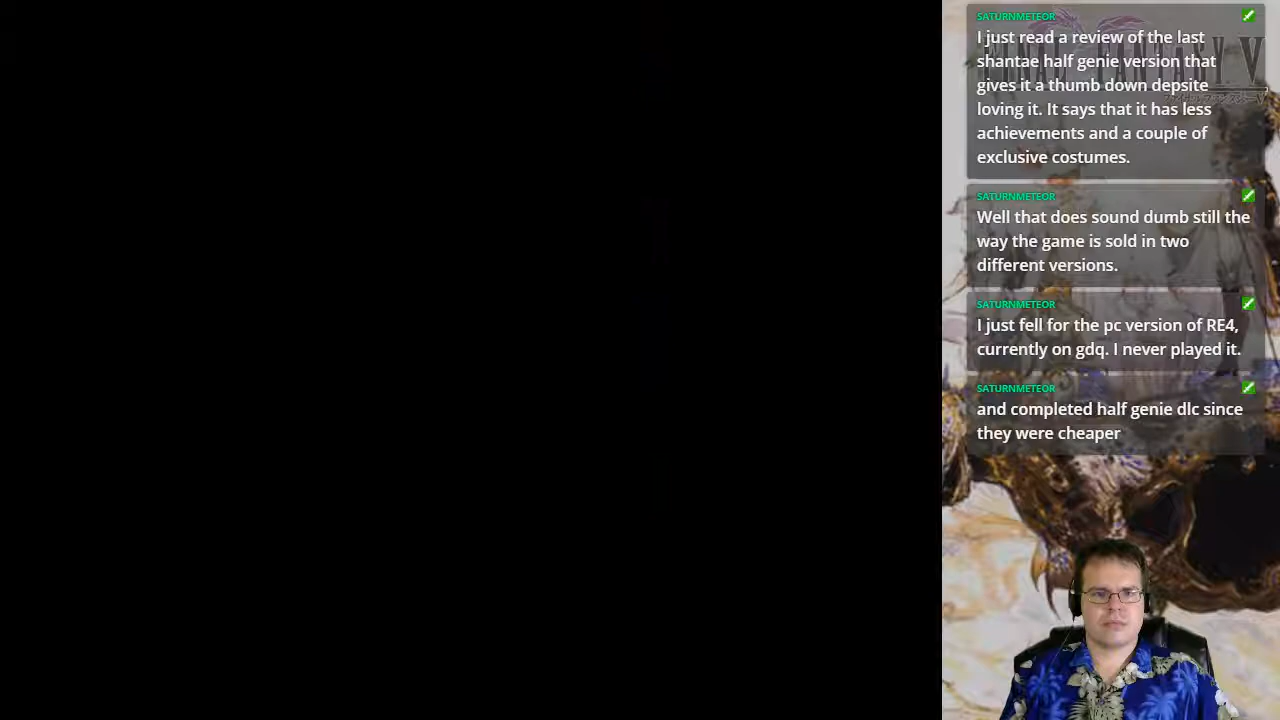 SATURNMETEOR
I just read a review of the last
shantae half genie version that
gives it a thumb down depsite
loving it. It says that it has less
achievements and a couple of
exclusive costumes.
SATURNMETEOR
Well that does sound dumb still the
way the game is sold in two
different versions.
SATURNMETEOR
I just fell for the pc version of RE4,
currently on gdq. I never played it.
SATURNMETEOR
and completed half genie dlc since
they were cheaper
FINAL FANTASY V